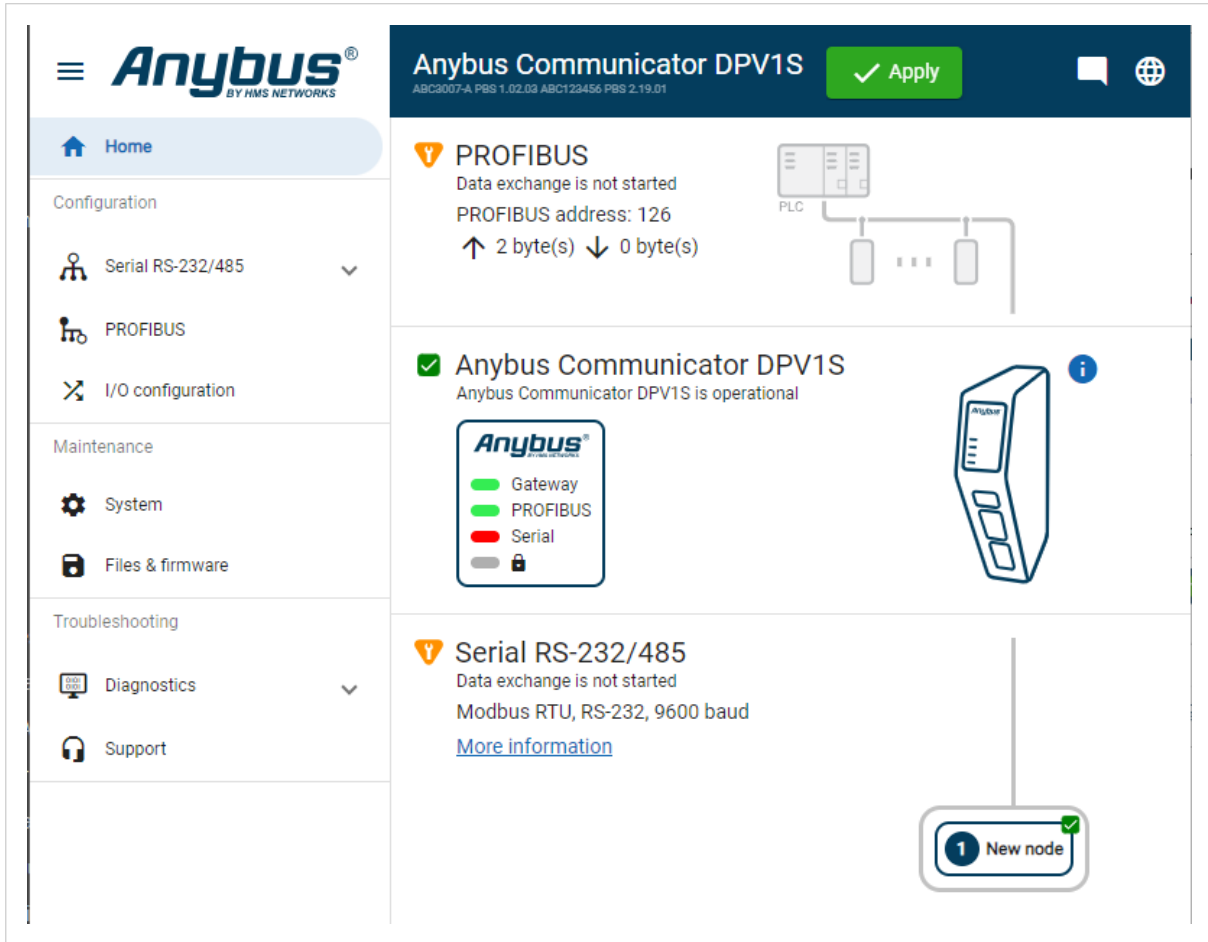 Anybus®
BY HMS NETWORKS
Anybus Communicator DPV1S
ABC3007-A PBS 1.02.03 ABC123456 PBS 2.19.01
Apply
Home
Configuration
Serial RS-232/485
PROFIBUS
I/O configuration
Maintenance
System
Files & firmware
Troubleshooting
Diagnostics
Support
PROFIBUS
Data exchange is not started
PROFIBUS address: 126
↑ 2 byte(s) ↓ 0 byte(s)
PLC
Anybus Communicator DPV1S
Anybus Communicator DPV1S is operational
Anybus®
BY HMS NETWORKS
Gateway
PROFIBUS
Serial
Anybus
Serial RS-232/485
Data exchange is not started
Modbus RTU, RS-232, 9600 baud
More information
1 New node